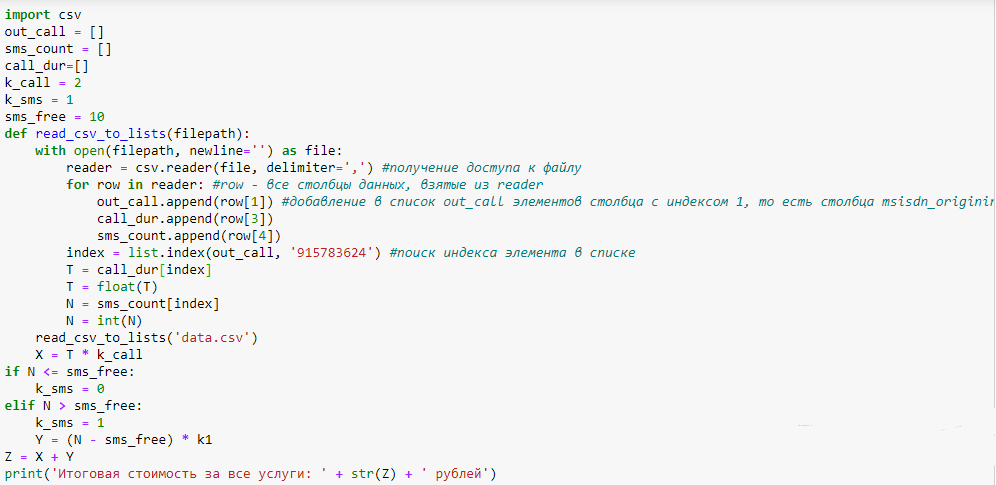 import csv
out_call = []
sms_count = []
call_dur=[]
k_call = 2
k_sms = 1
sms_free = 10
def read_csv_to_lists(filepath):
    with open(filepath, newline='') as file:
        reader = csv.reader(file, delimiter=',') #получение доступа к файлу
        for row in reader: #row - все столбцы данных, взятые из reader
            out_call.append(row[1]) #добавление в список out_call элементов столбца с индексом 1, то есть столбца msisdn_originin
            call_dur.append(row[3])
            sms_count.append(row[4])
        index = list.index(out_call, '915783624') #поиск индекса элемента в списке
        T = call_dur[index]
        T = float(T)
        N = sms_count[index]
        N = int(N)
    read_csv_to_lists('data.csv')
    X = T * k_call
if N <= sms_free:
    k_sms = 0
elif N > sms_free:
    k_sms = 1
    Y = (N - sms_free) * k1
Z = X + Y
print('Итоговая стоимость за все услуги: ' + str(Z) + ' рублей')